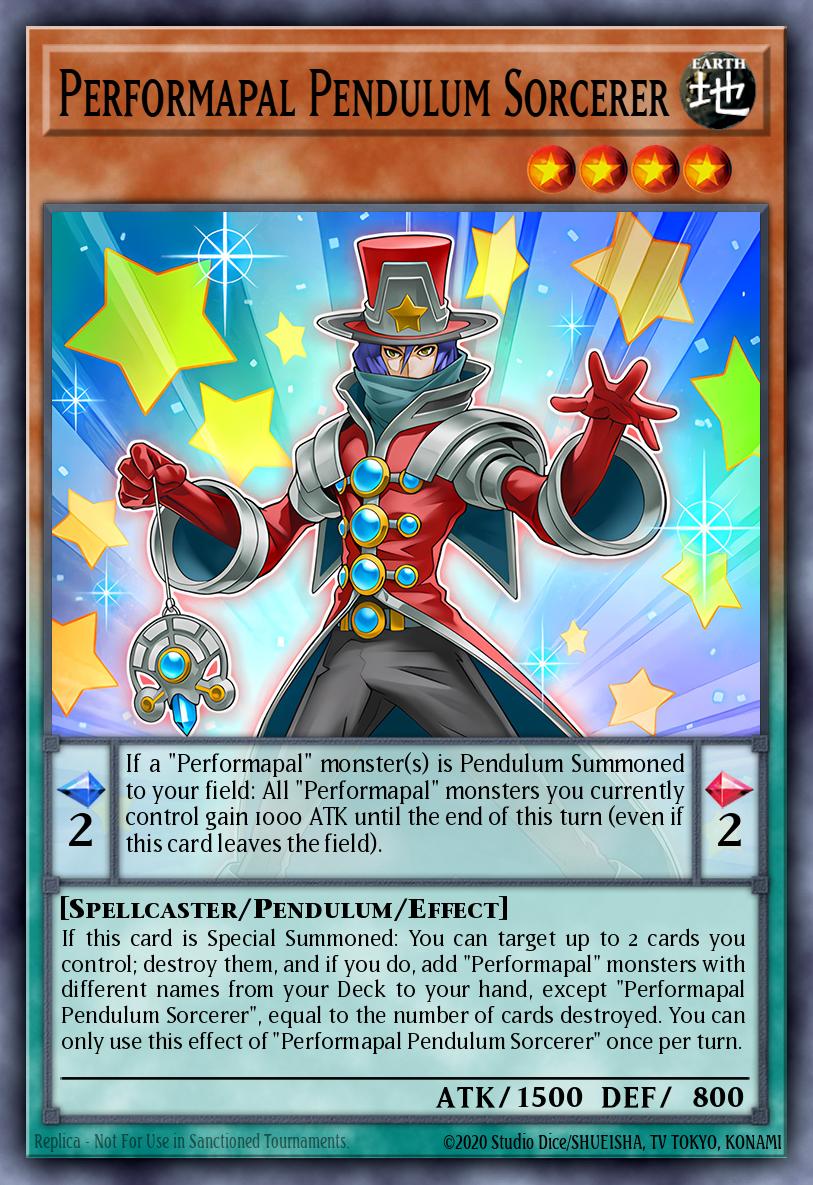 Performapal Pendulum Sorcerer
EARTH
地
If a "Performapal" monster(s) is Pendulum Summoned
to your field: All "Performapal" monsters you currently
control gain 1000 ATK until the end of this turn (even if
this card leaves the field).
2
2
[Spellcaster/Pendulum/Effect]
If this card is Special Summoned: You can target up to 2 cards you
control; destroy them, and if you do, add "Performapal" monsters with
different names from your Deck to your hand, except "Performapal
Pendulum Sorcerer", equal to the number of cards destroyed. You can
only use this effect of "Performapal Pendulum Sorcerer" once per turn.
ATK/1500 DEF/ 800
Replica - Not For Use in Sanctioned Tournaments.
©2020 Studio Dice/SHUEISHA, TV TOKYO, KONAMI